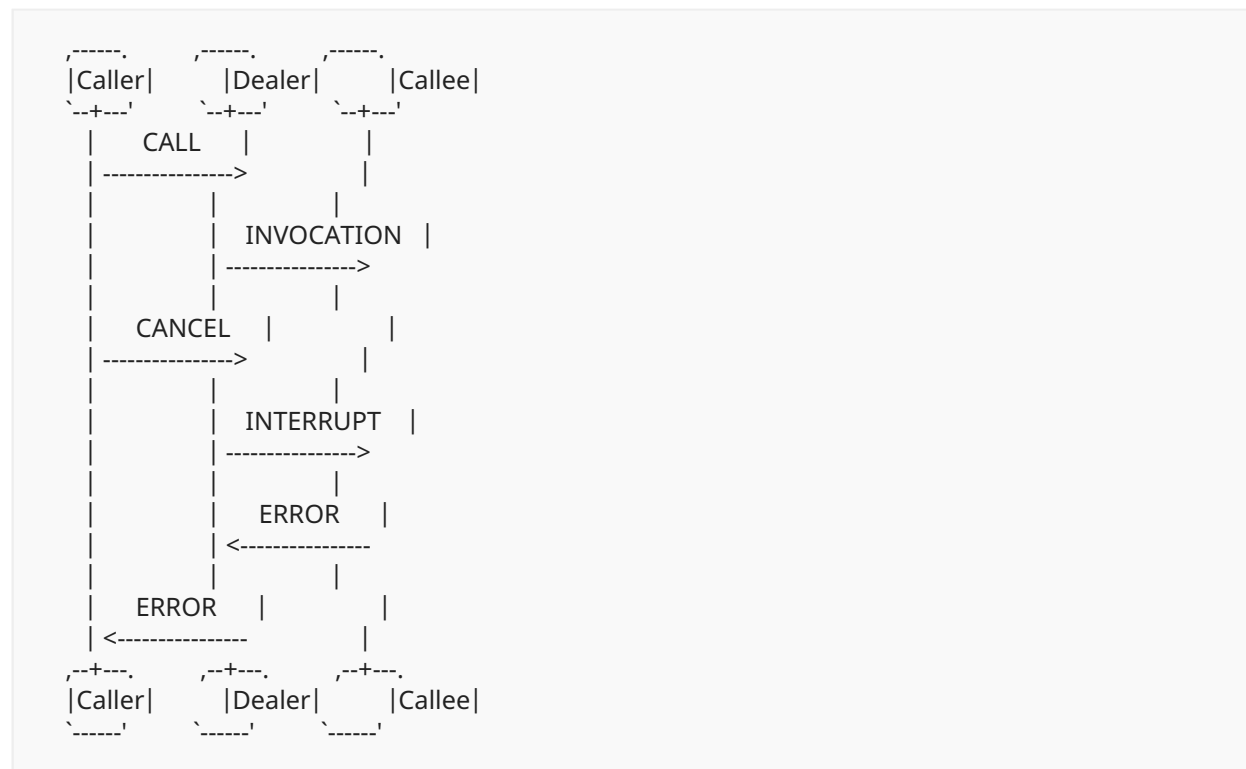 ,------.          ,------.          ,------.
|Caller|          |Dealer|          |Callee|
`--+---'          `--+---'          `--+---'
|       CALL      |                 |
| ---------------->                 |
|                 |                 |
|                 |    INVOCATION   |
|                 | ---------------->
|                 |                 |
|      CANCEL     |                 |
| ---------------->                 |
|                 |                 |
|                 |    INTERRUPT    |
|                 | ---------------->
|                 |                 |
|                 |      ERROR      |
|                 | <----------------
|                 |                 |
|      ERROR      |                 |
| <----------------                 |
,--+---.          ,--+---.          ,--+---.
|Caller|          |Dealer|          |Callee|
`------'          `------'          `------'